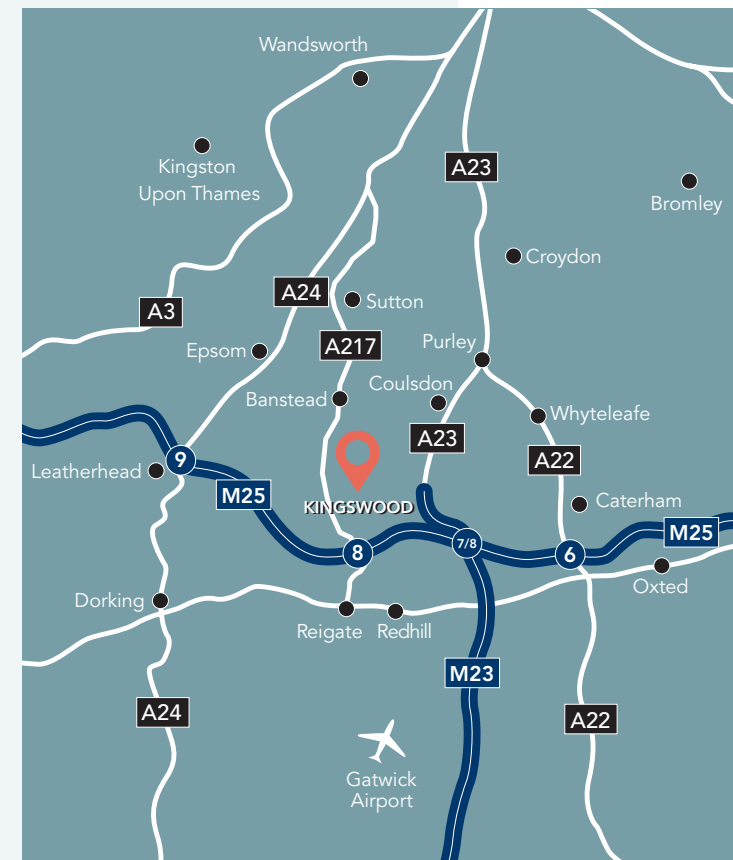 Wandsworth
Kingston
Upon Thames
A23
Bromley
Croydon
A24
Sutton
A3
Purley
Epsom
A217
Coulsdon
Banstead
Whyteleafe
A23
A22
9
Leatherhead
M25
KINGSWOOD
Caterham
M25
8
7/8
6
Oxted
Dorking
Reigate
Redhill
M23
A24
A22
Gatwick
Airport